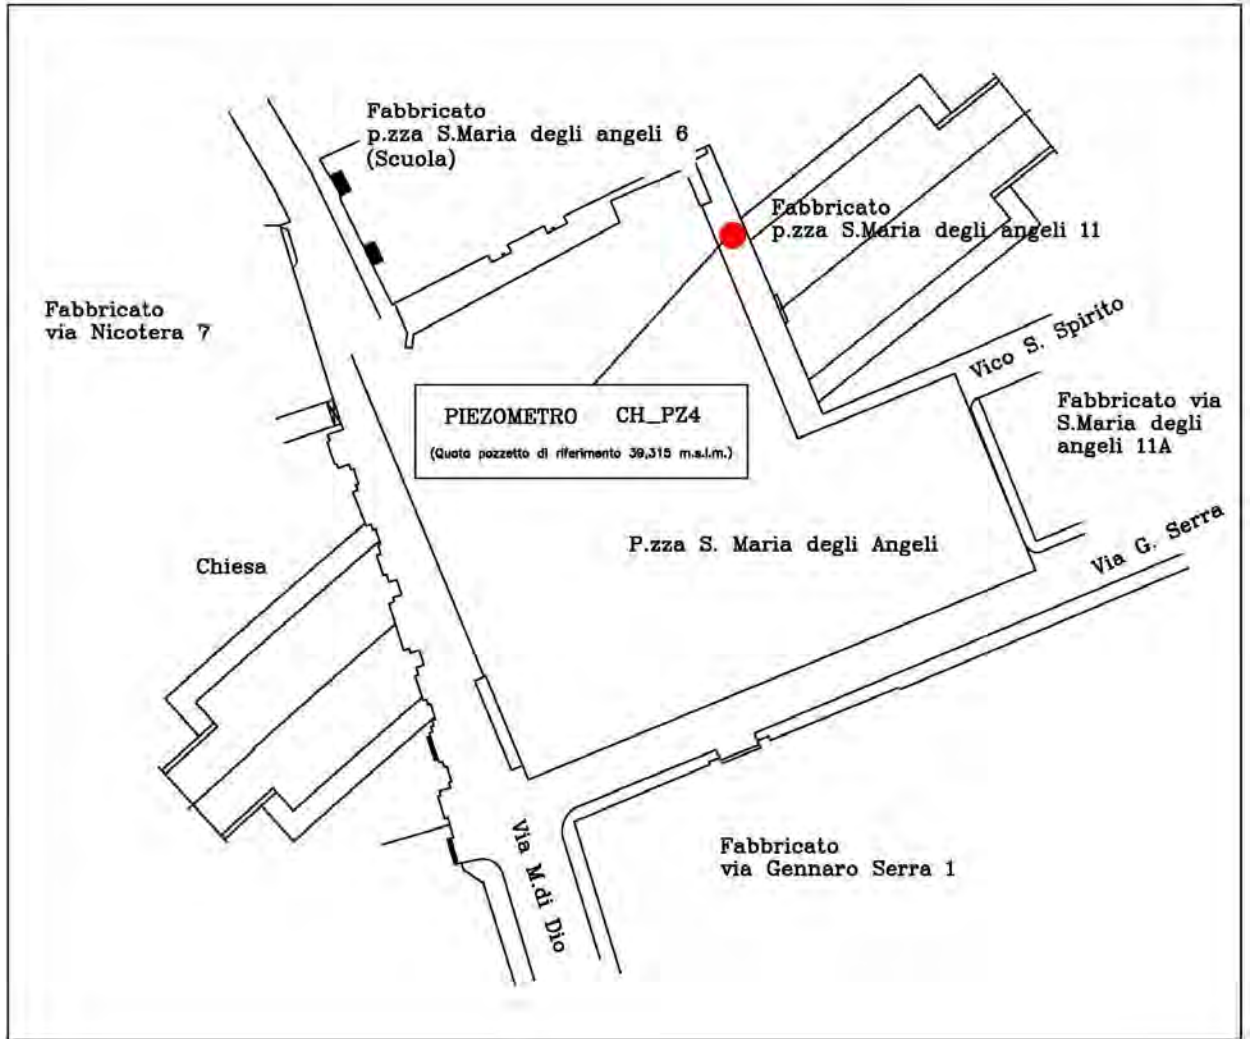 Fabbricato
p.zza S.Maria degli angeli 6
(Scuola)
Fabbricato
p.zza S.Maria degli angeli 11
Fabbricato
via Nicotera 7
Vico S. Spirito
Fabbricato via
S.Maria degli
angeli 11A
PIEZOMETRO CH_PZ4
(Quota pozzetto di riferimento 39,315 m.s.l.m.)
P.zza S. Maria degli Angeli
Via G. Serra
Chiesa
Via M.di Dio
Fabbricato
via Gennaro Serra 1